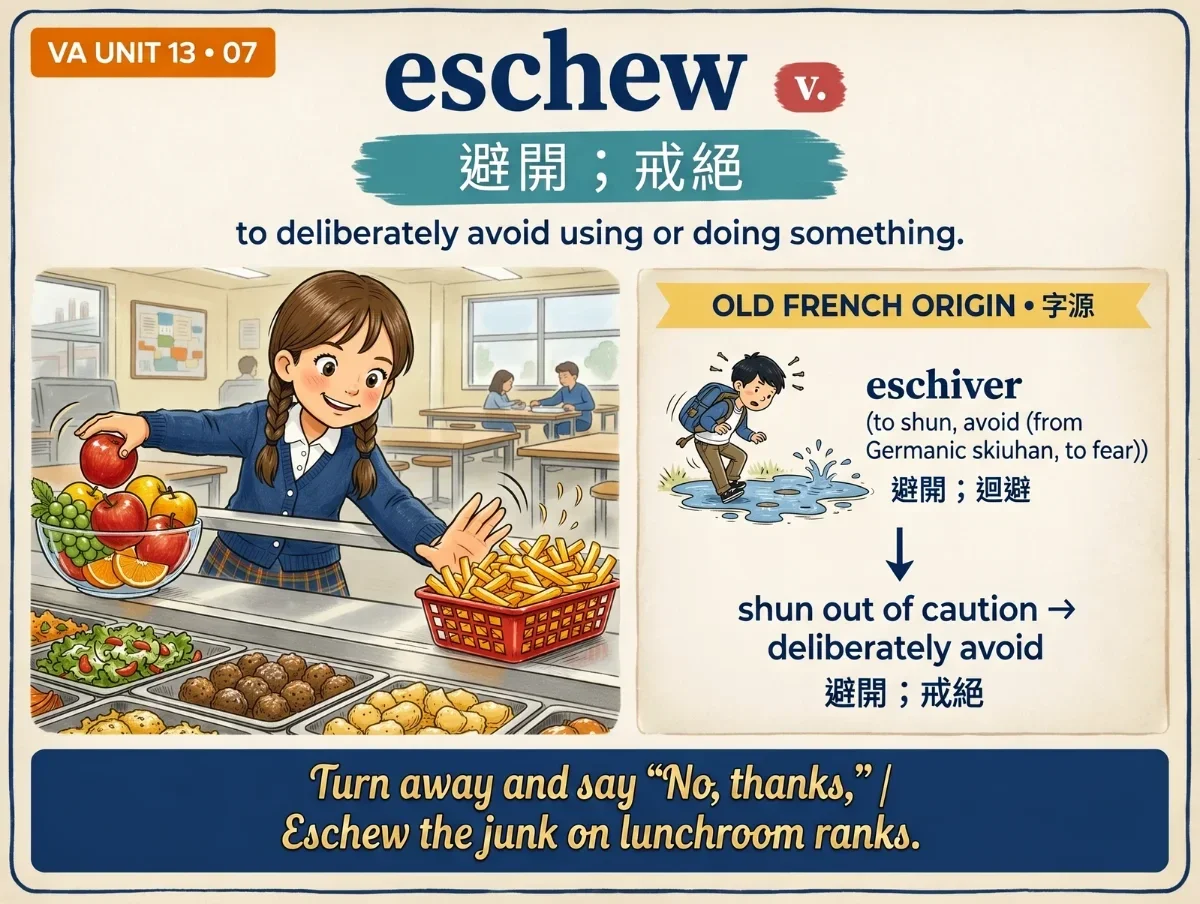 VA UNIT 13 • 07
eschew v.
避開；戒絕
to deliberately avoid using or doing something.
OLD FRENCH ORIGIN • 字源
eschiver
(to shun, avoid (from
Germanic skiuhan, to fear))
避開；迴避
↓
shun out of caution →
deliberately avoid
避開；戒絕
Turn away and say “No, thanks,” /
Eschew the junk on lunchroom ranks.